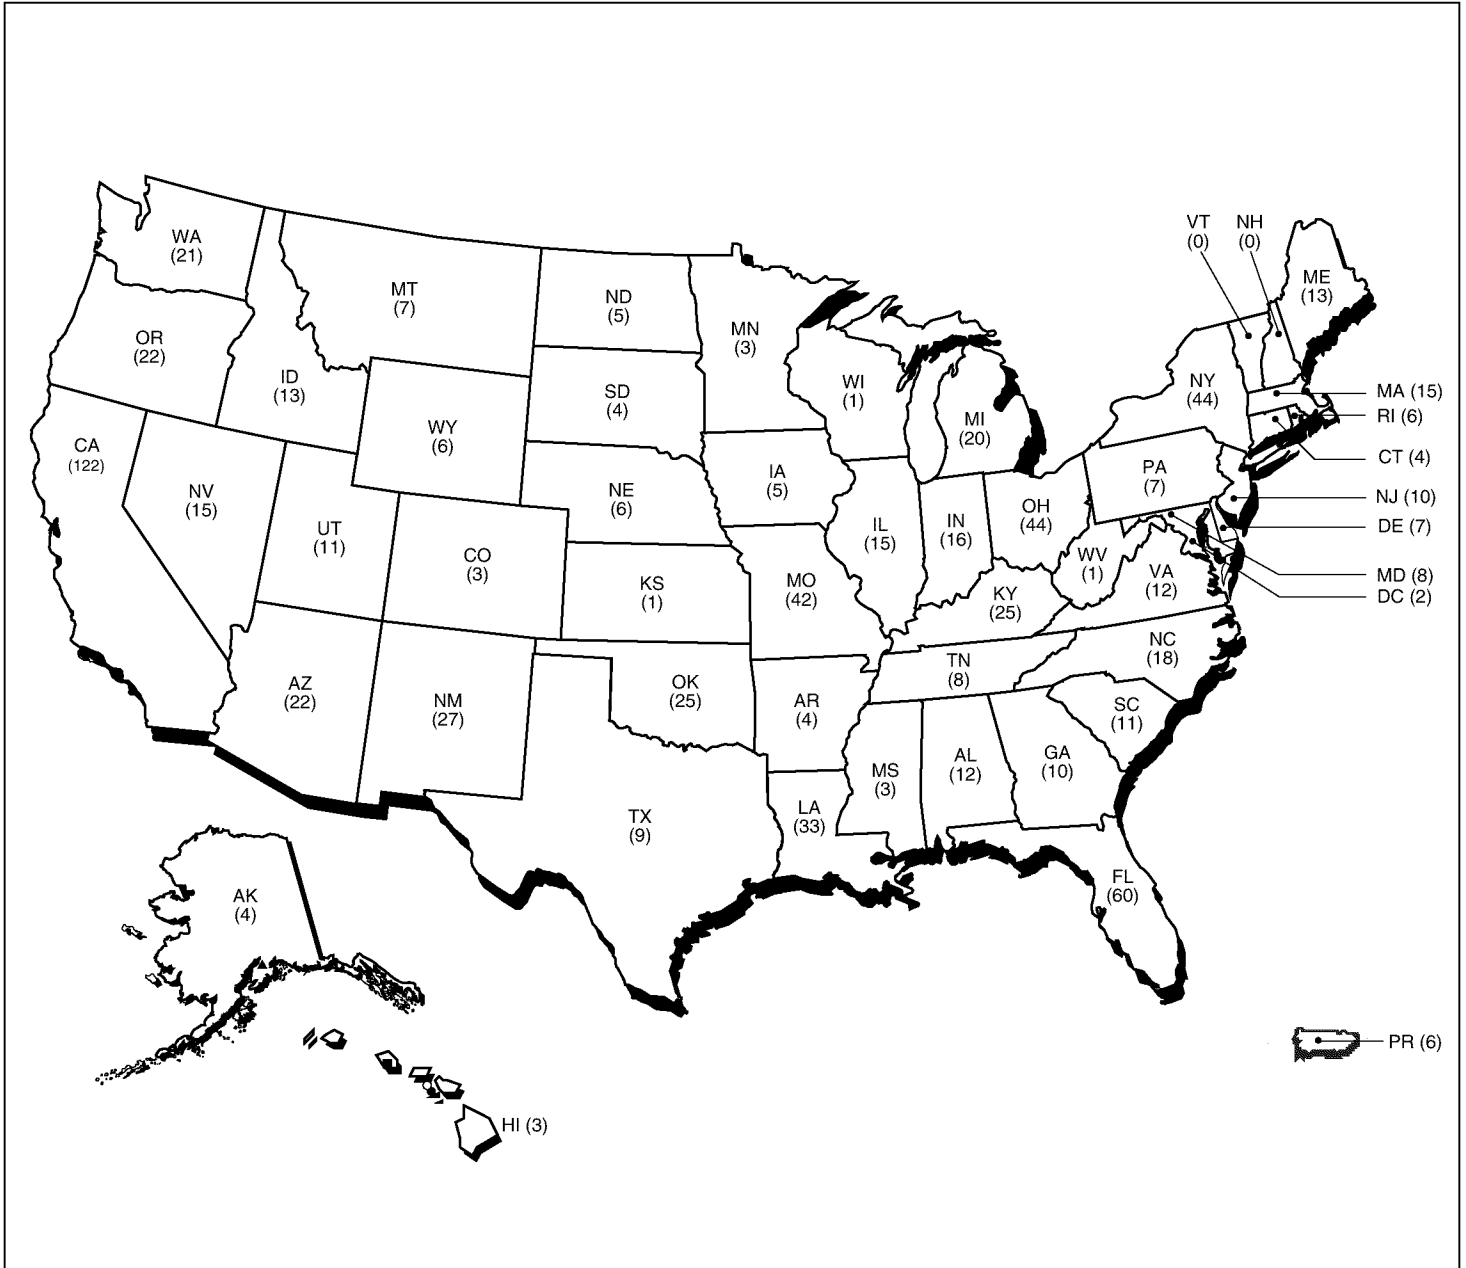 VT
(0)
NH
(0)
WA
(21)
ME
(13)
MT
(7)
ND
(5)
MN
(3)
OR
(22)
ID
(13)
SD
(4)
WI
(1)
NY
(44)
MA (15)
RI (6)
MI
(20)
WY
(6)
CA
(122)
CT (4)
PA
(7)
IA
(5)
NV
(15)
NE
(6)
NJ (10)
OH
(44)
IL
(15)
IN
(16)
DE (7)
UT
(11)
CO
(3)
WV
(1)
VA
(12)
MD (8)
DC (2)
KS
(1)
MO
(42)
KY
(25)
NC
(18)
TN
(8)
AZ
(22)
NM
(27)
OK
(25)
AR
(4)
SC
(11)
MS
(3)
AL
(12)
GA
(10)
TX
(9)
LA
(33)
FL
(60)
AK
(4)
PR (6)
HI (3)